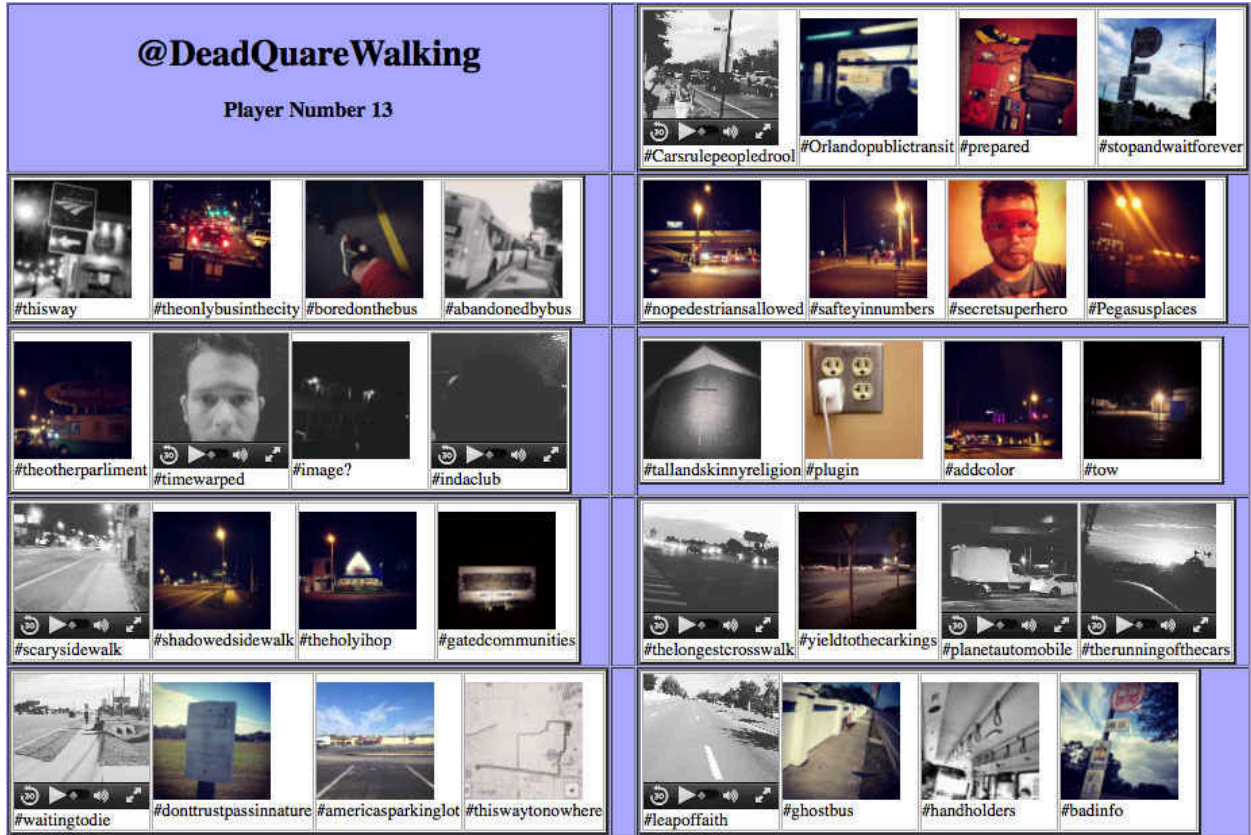 @DeadQuareWalking
Player Number 13
#Carsrulepeopledrool
#Orlandopublictransit
#prepared
#stopandwaitforever
#thisway
#theonlybusinthecity
#boredonthebus
#abandonedbybus
#nopedestriansallowed
#safteyinnumbers
#secretsuperhero
#Pegasusplaces
#theotherparliment
#timewarped
#image?
#indaclub
#tallandskinnyreligion
#plugin
#addcolor
#tow
#scarysidewalk
#shadowedsidewalk
#theholyihop
#gatedcommunities
#thelongestcrosswalk
#yieldtothecarkings
#planetautomobile
#therunningofthecars
#waitingtodie
#donttrustpassinnature
#americasparkinglot
#thiswaytonowhere
#leapoffaith
#ghostbus
#handholders
#badinfo